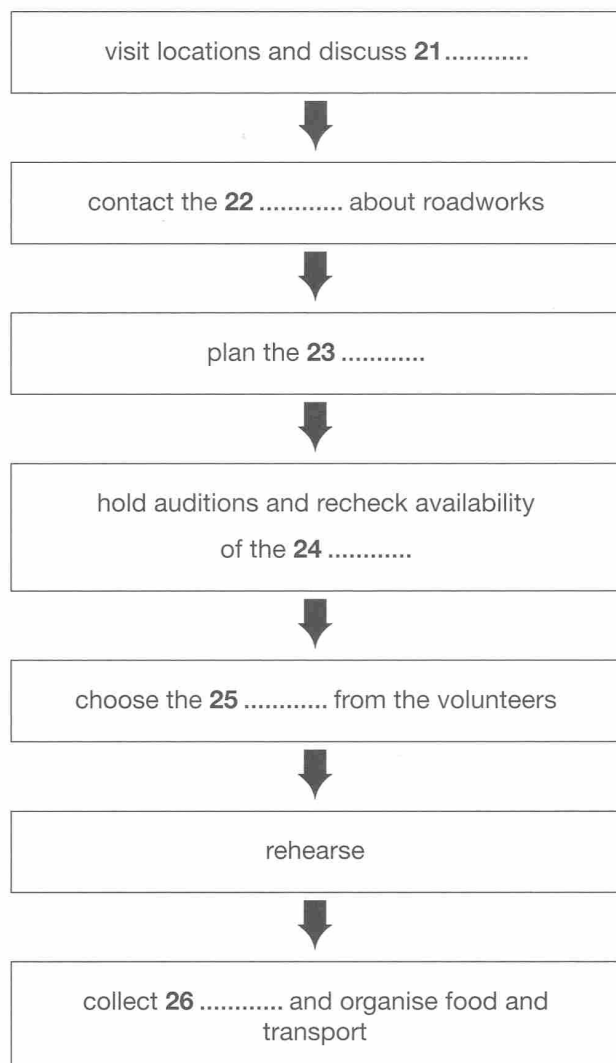 visit locations and discuss 21............
contact the 22 ............ about roadworks
plan the 23 ............
hold auditions and recheck availability
of the 24 ............
choose the 25 ............ from the volunteers
rehearse
collect 26 ............ and organise food and
transport